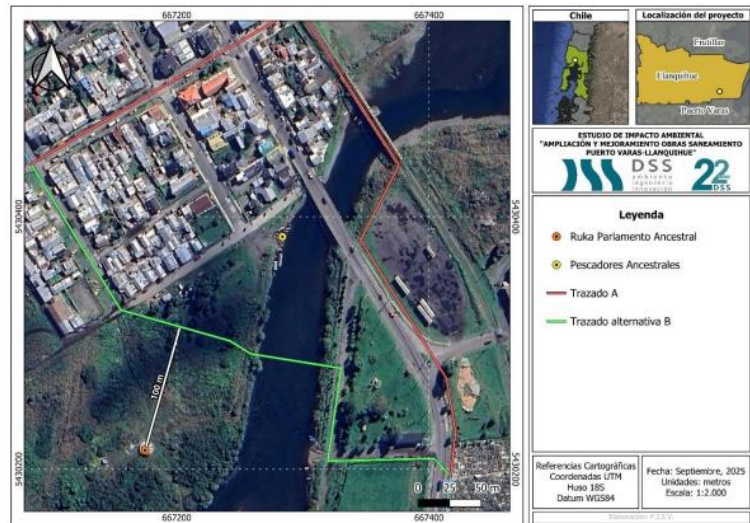 667200
667400
5430400
5430400
5430200
5430200
100 m
0 25 50 m
667200
667400
Chile
Localización del proyecto
Frutillar
Llanquihue
Puerto Varas
ESTUDIO DE IMPACTO AMBIENTAL
"AMPLIACIÓN Y MEJORAMIENTO OBRAS SANEAMIENTO
PUERTO VARAS-LLANQUIHUE"
DSS
ambiente
ingeniería
innovación
22
DSS
Leyenda
Ruka Parlamento Ancestral
Pescadores Ancestrales
Trazado A
Trazado alternativa B
Referencias Cartográficas
Coordenadas UTM
Huso 18S
Datum WGS84
Fecha: Septiembre, 2025
Unidades: metros
Escala: 1:2.000